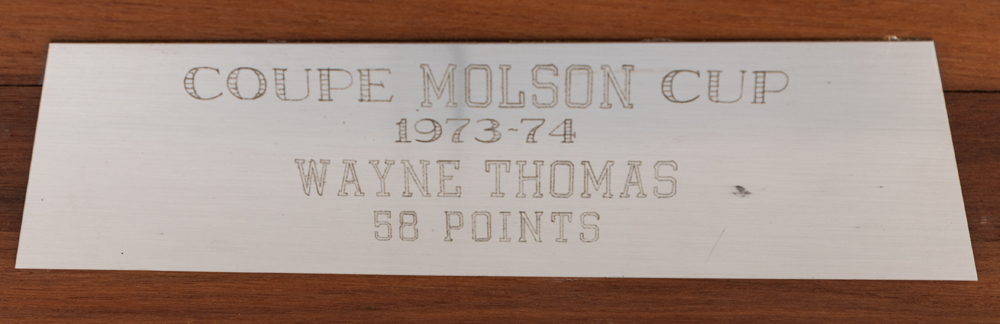 COUPE MOLSON CUP
1973-74
WAYNE THOMAS
58 POINTS